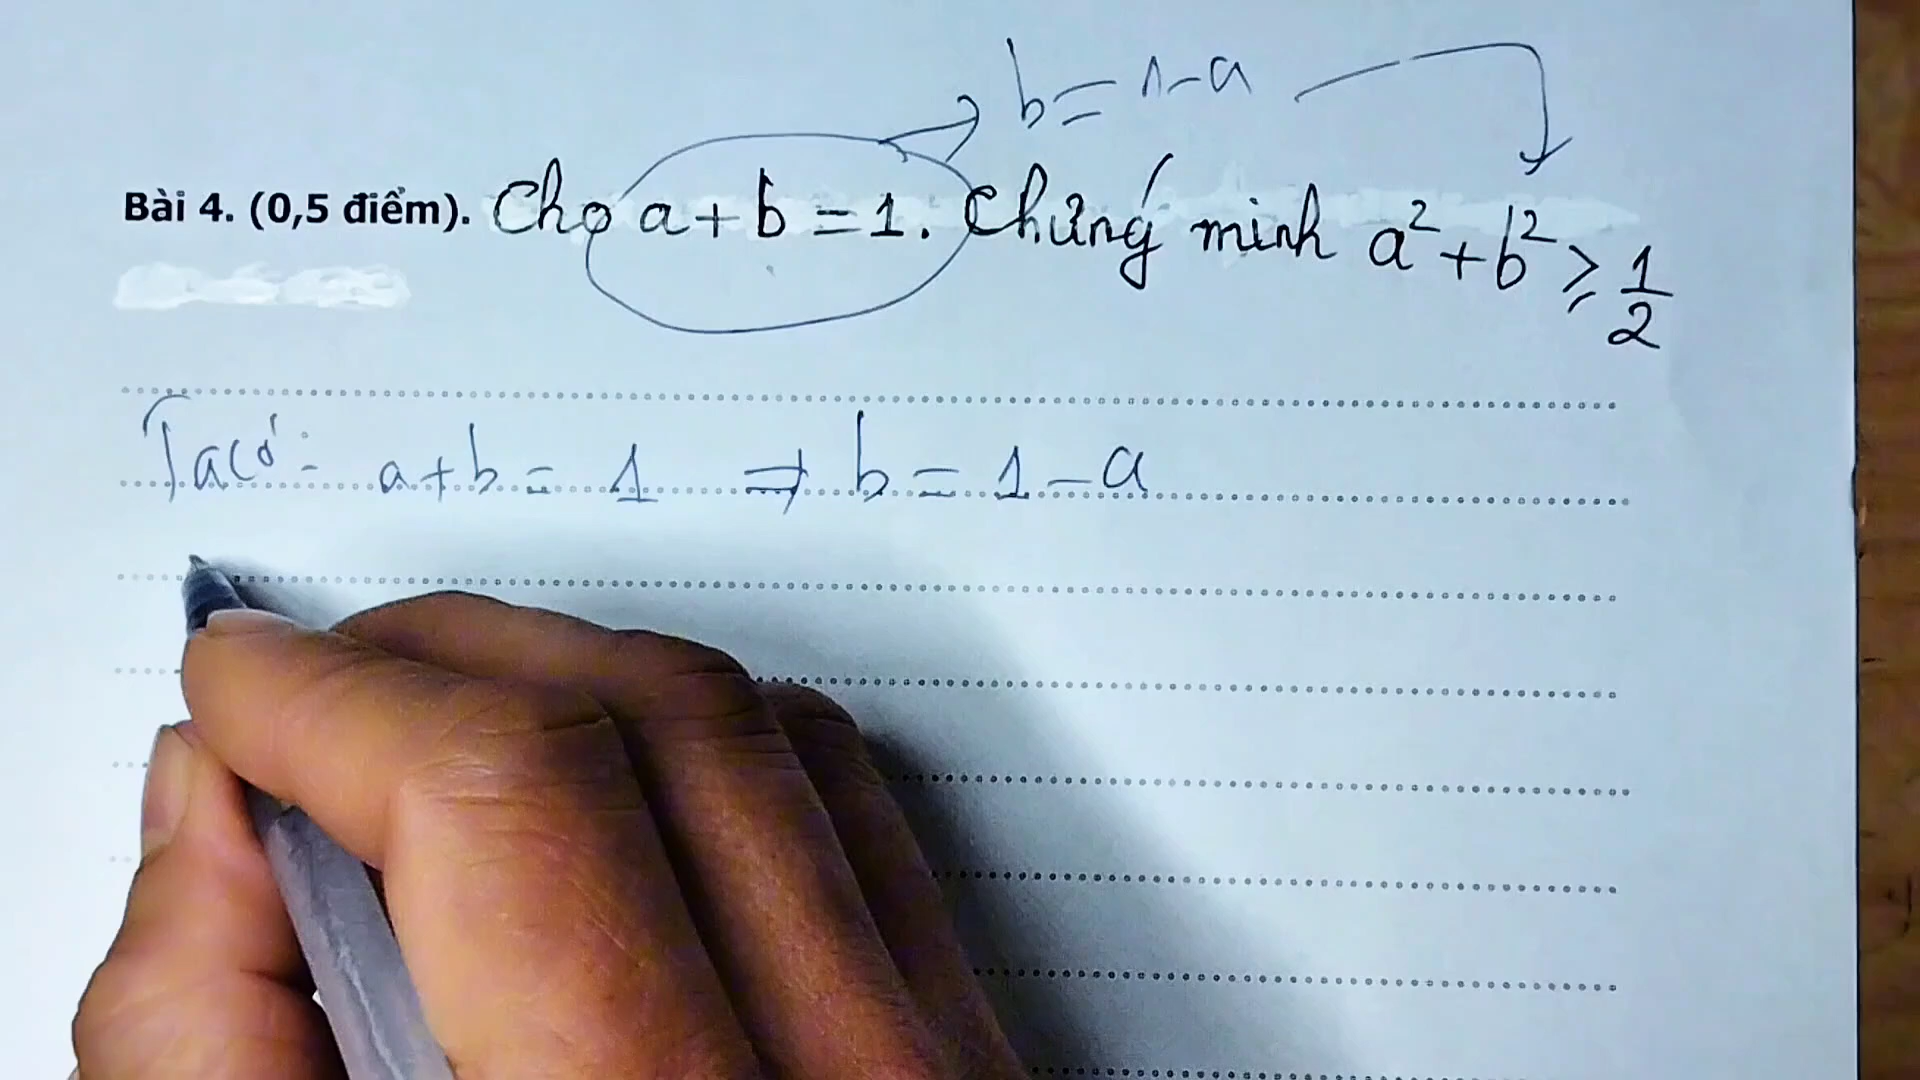 b = 1 - a
Bài 4. (0,5 điểm). Cho a + b = 1. Chứng minh a² + b² ≥ 1/2
Ta có: a + b = 1 ⇒ b = 1 - a